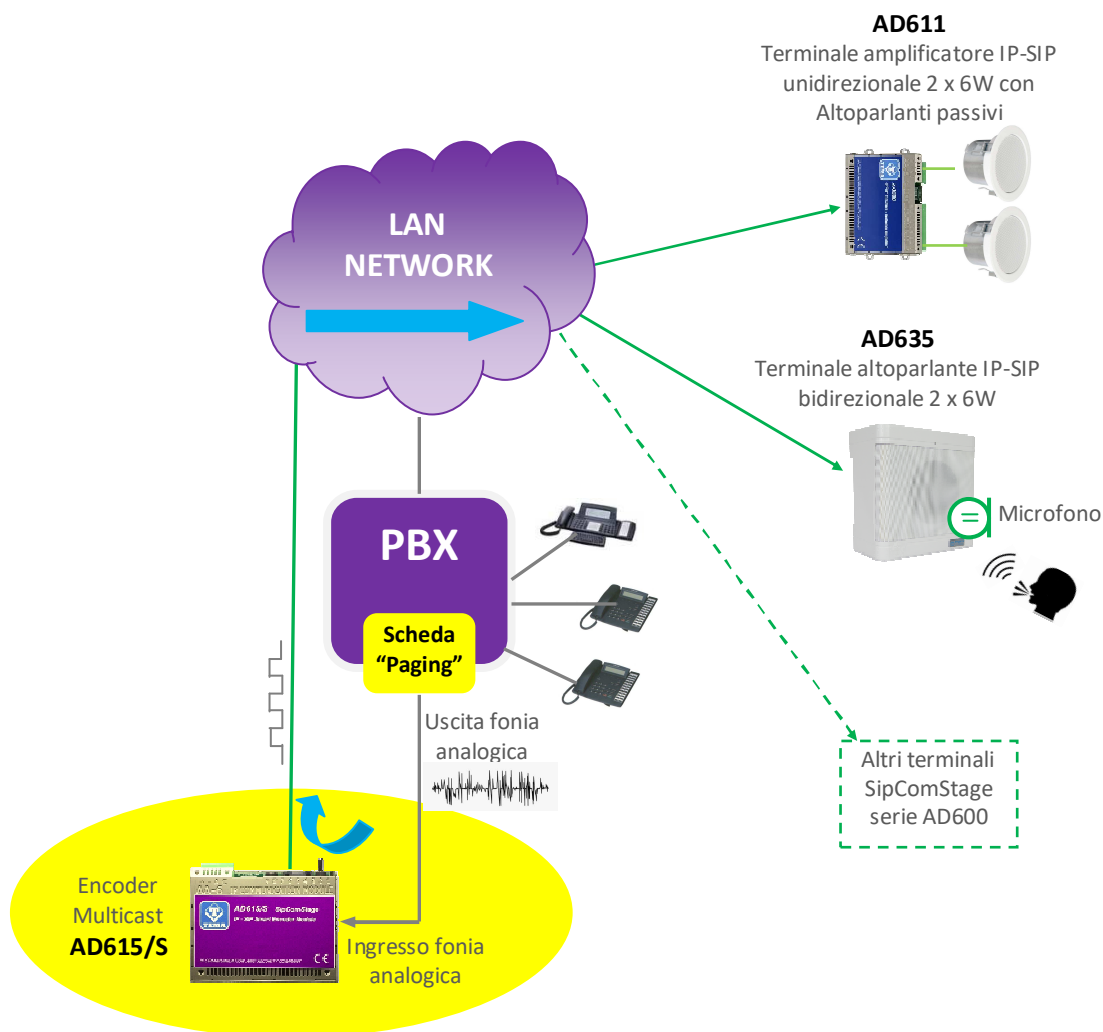 AD611
Terminale amplificatore IP-SIP
unidirezionale 2 x 6W con
Altoparlanti passivi
LAN
NETWORK
AD635
Terminale altoparlante IP-SIP
bidirezionale 2 x 6W
Microfono
PBX
Scheda
“Paging”
Uscita fonia
analogica
Altri terminali
SipComStage
serie AD600
Encoder
Multicast
AD615/S
AD615/S SipComStage
Ingresso fonia
analogica